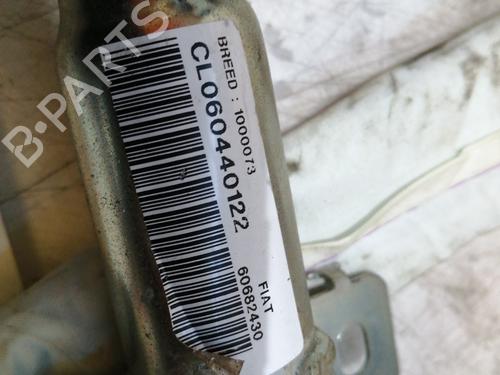 BREED : 1000073
CL060440122
FIAT
60682430
B-PARTS